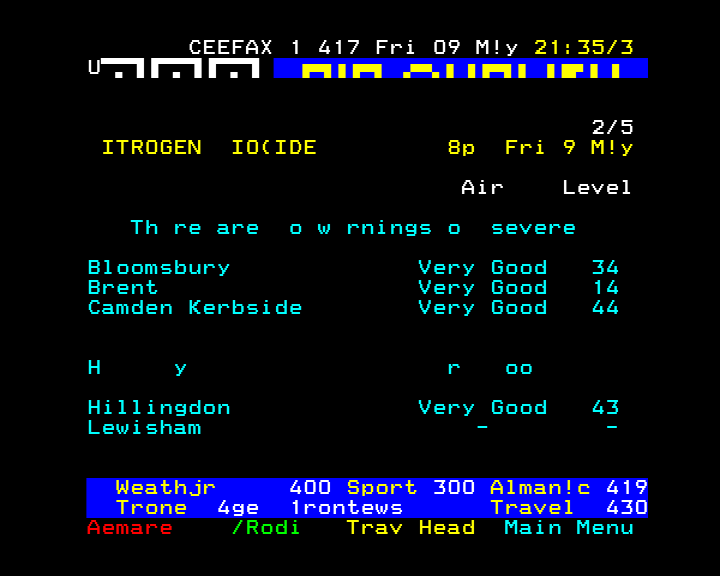 CEEFAX 1 417 Fri 09 M!y 21:35/3
U
2/5
ITROGEN IO(IDE 8p Fri 9 M!y
Air Level
Th re are o w rnings o severe
Bloomsbury Very Good 34
Brent Very Good 14
Camden Kerbside Very Good 44
H y r oo
Hillingdon Very Good 43
Lewisham - -
Weathjr 400 Sport 300 Alman!c 419
Trone 4ge 1rontews Travel 430
Aemare /Rodi Trav Head Main Menu